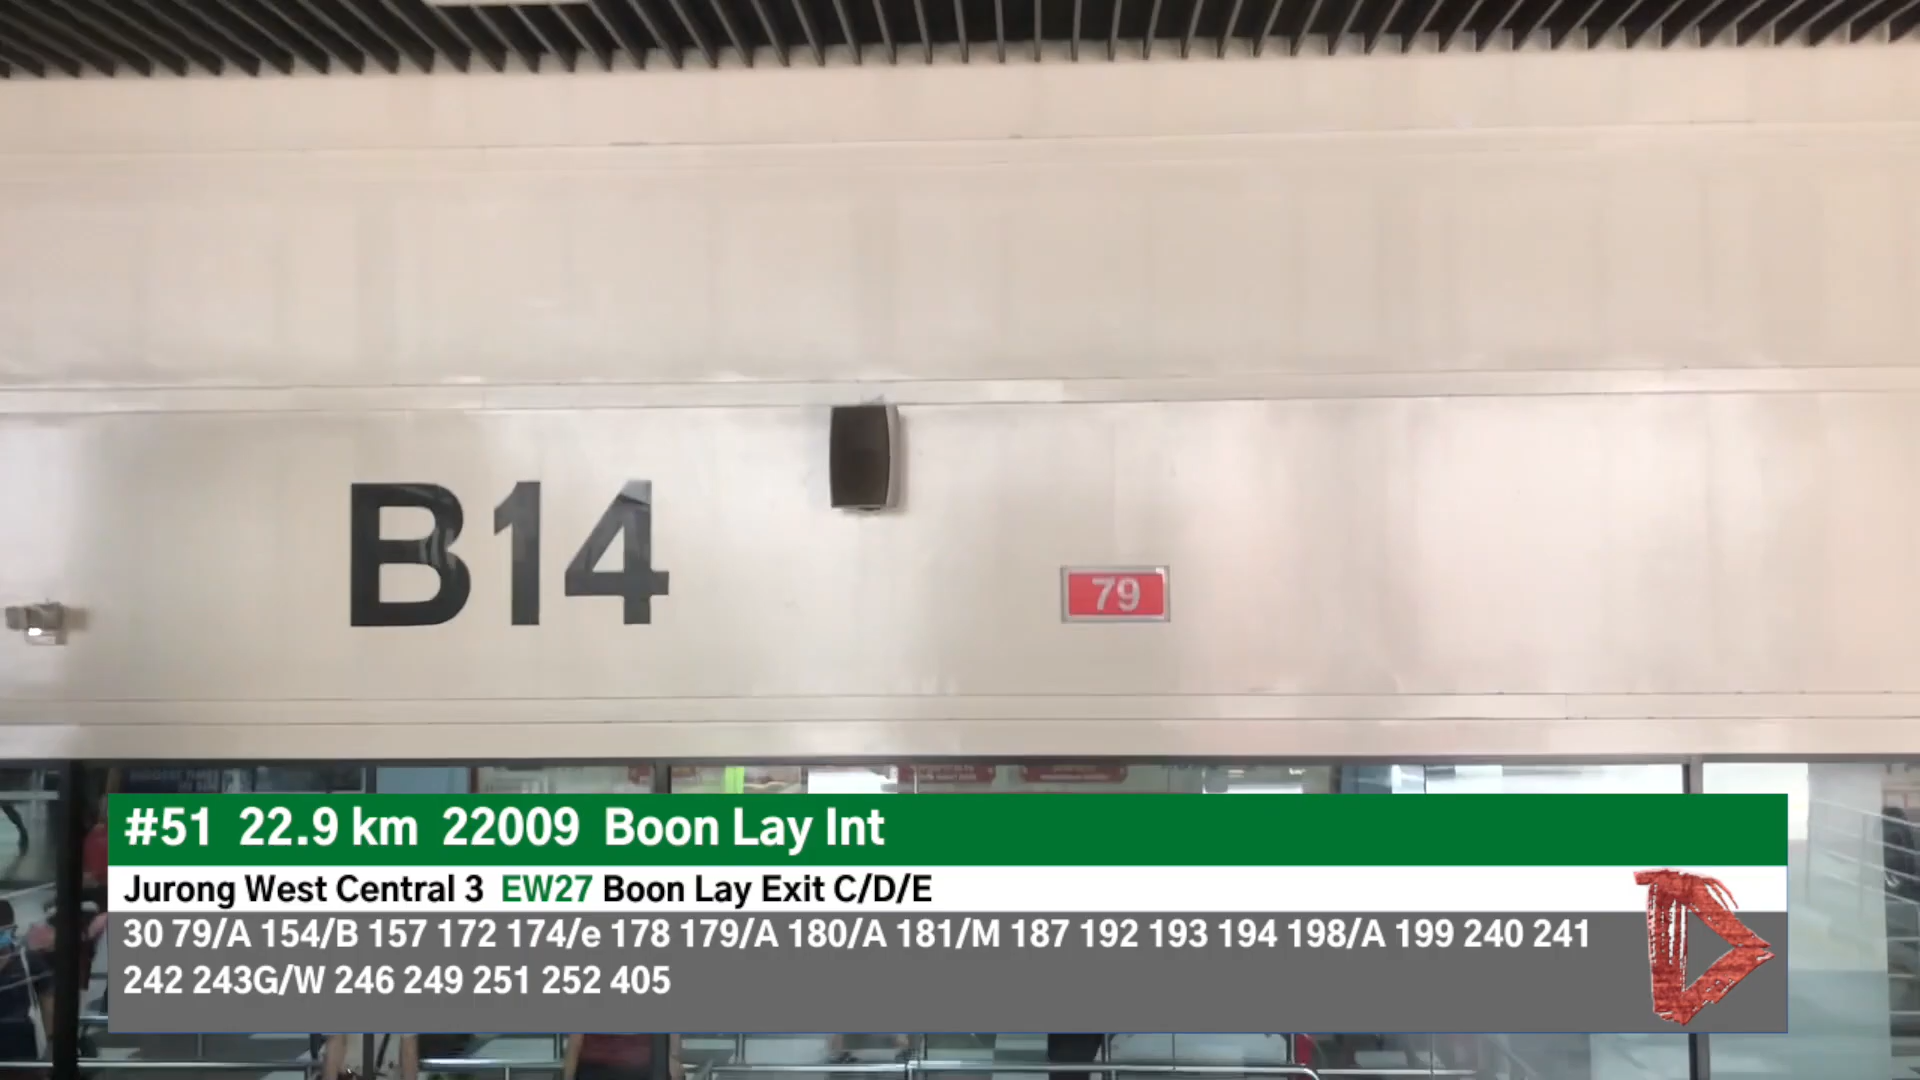 B14
79
#51 22.9 km 22009 Boon Lay Int
Jurong West Central 3 EW27 Boon Lay Exit C/D/E
30 79/A 154/B 157 172 174/e 178 179/A 180/A 181/M 187 192 193 194 198/A 199 240 241
242 243G/W 246 249 251 252 405